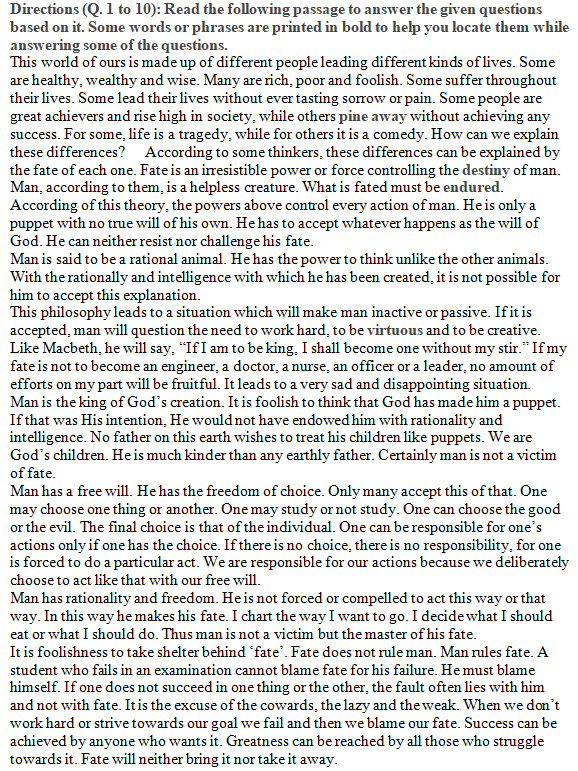 Directions (Q. 1 to 10): Read the following passage to answer the given questions
based on it. Some words or phrases are printed in bold to help you locate them while
answering some of the questions.
This world of ours is made up of different people leading different kinds of lives. Some
are healthy, wealthy and wise. Many are rich, poor and foolish. Some suffer throughout
their lives. Some lead their lives without ever tasting sorrow or pain. Some people are
great achievers and rise high in society, while others pine away without achieving any
success. For some, life is a tragedy, while for others it is a comedy. How can we explain
these differences? According to some thinkers, these differences can be explained by
the fate of each one. Fate is an irresistible power or force controlling the destiny of man.
Man, according to them, is a helpless creature. What is fated must be endured.
According of this theory, the powers above control every action of man. He is only a
puppet with no true will of his own. He has to accept whatever happens as the will of
God. He can neither resist nor challenge his fate.
Man is said to be a rational animal. He has the power to think unlike the other animals.
With the rationally and intelligence with which he has been created, it is not possible for
him to accept this explanation.
This philosophy leads to a situation which will make man inactive or passive. If it is
accepted, man will question the need to work hard, to be virtuous and to be creative.
Like Macbeth, he will say, “If I am to be king, I shall become one without my stir.” If my
fate is not to become an engineer, a doctor, a nurse, an officer or a leader, no amount of
efforts on my part will be fruitful. It leads to a very sad and disappointing situation.
Man is the king of God’s creation. It is foolish to think that God has made him a puppet.
If that was His intention, He would not have endowed him with rationality and
intelligence. No father on this earth wishes to treat his children like puppets. We are
God’s children. He is much kinder than any earthly father. Certainly man is not a victim
of fate.
Man has a free will. He has the freedom of choice. Only many accept this of that. One
may choose one thing or another. One may study or not study. One can choose the good
or the evil. The final choice is that of the individual. One can be responsible for one’s
actions only if one has the choice. If there is no choice, there is no responsibility, for one
is forced to do a particular act. We are responsible for our actions because we deliberately
choose to act like that with our free will.
Man has rationality and freedom. He is not forced or compelled to act this way or that
way. In this way he makes his fate. I chart the way I want to go. I decide what I should
eat or what I should do. Thus man is not a victim but the master of his fate.
It is foolishness to take shelter behind ‘fate’. Fate does not rule man. Man rules fate. A
student who fails in an examination cannot blame fate for his failure. He must blame
himself. If one does not succeed in one thing or the other, the fault often lies with him
and not with fate. It is the excuse of the cowards, the lazy and the weak. When we don’t
work hard or strive towards our goal we fail and then we blame our fate. Success can be
achieved by anyone who wants it. Greatness can be reached by all those who struggle
towards it. Fate will neither bring it nor take it away.